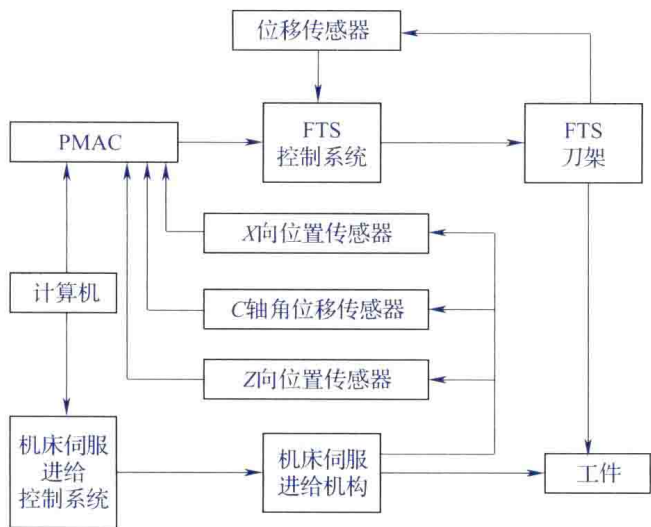 位移传感器
PMAC
FTS
控制系统
FTS
刀架
X向位置传感器
计算机
C轴角位移传感器
Z向位置传感器
机床伺服
进给
控制系统
机床伺服
进给机构
工件